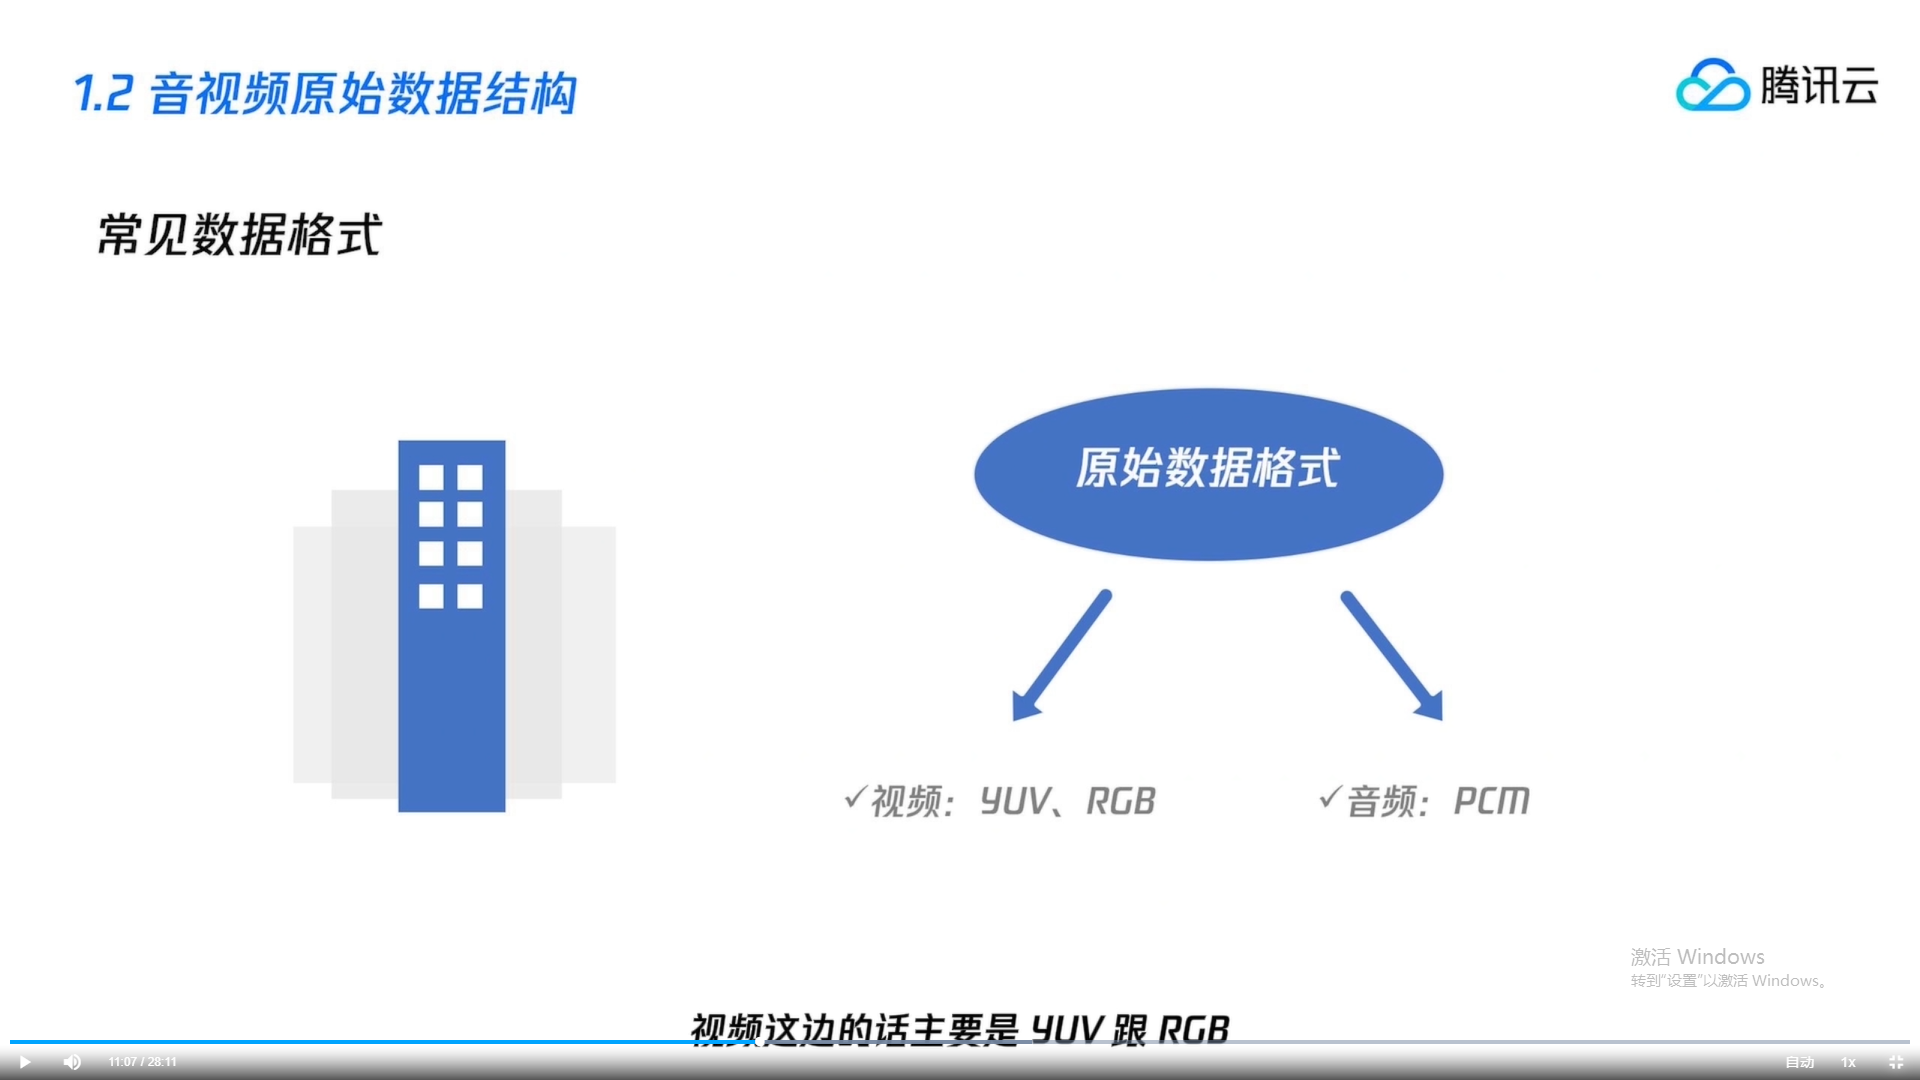 1.2 音视频原始数据结构
腾讯云
常见数据格式
原始数据格式
✓视频：YUV、RGB
✓音频：PCM
激活 Windows
转到“设置”以激活 Windows。
视频这边的话主要是 YUV 跟 RGB
11:07 / 28:11
自动
1x